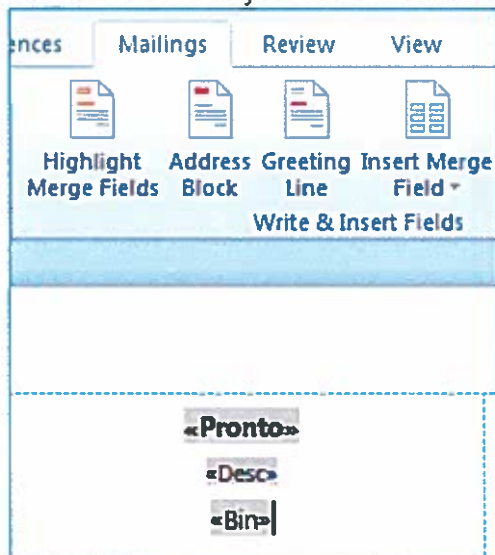 ences Mailings Review View
Highlight Address Greeting Insert Merge
Merge Fields Block Line Field
Write & Insert Fields
«Pronto»
«Desc»
«Bin»